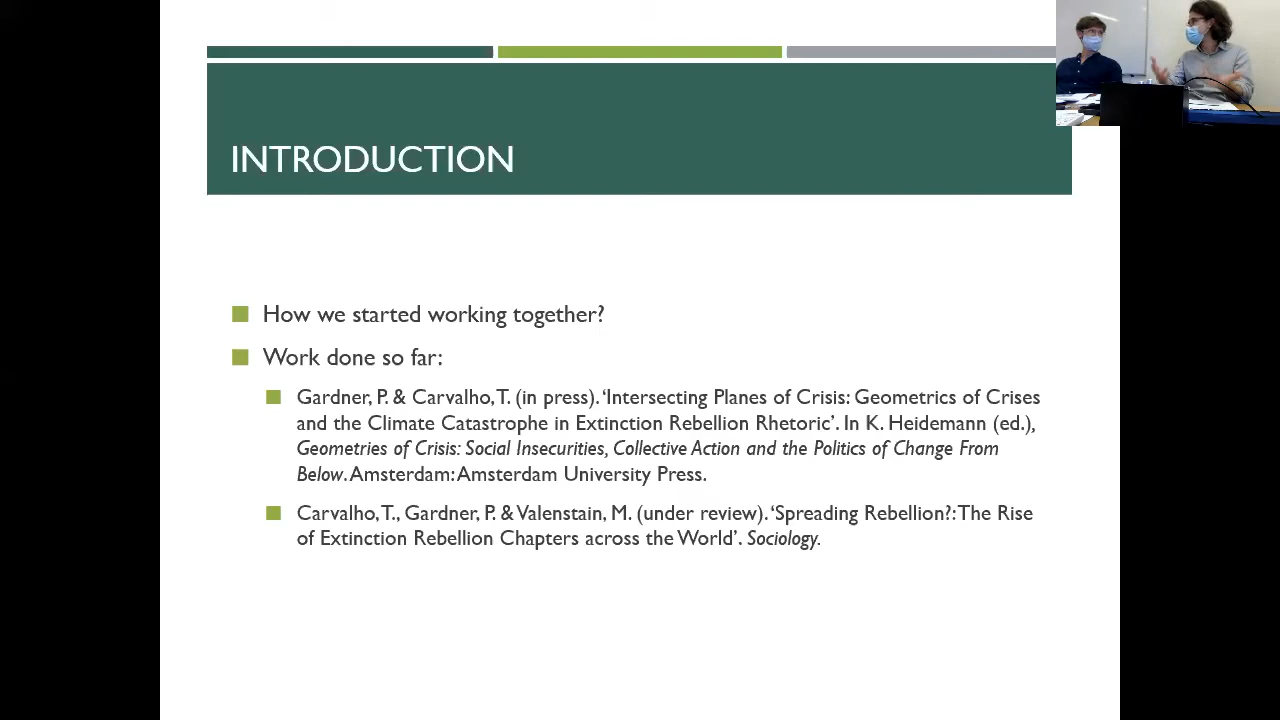 INTRODUCTION
How we started working together?
Work done so far:
Gardner, P. & Carvalho, T. (in press). ‘Intersecting Planes of Crisis: Geometrics of Crises
and the Climate Catastrophe in Extinction Rebellion Rhetoric’. In K. Heidemann (ed.),
Geometries of Crisis: Social Insecurities, Collective Action and the Politics of Change From
Below. Amsterdam: Amsterdam University Press.
Carvalho, T., Gardner, P. & Valenstain, M. (under review). ‘Spreading Rebellion?: The Rise
of Extinction Rebellion Chapters across the World’. Sociology.